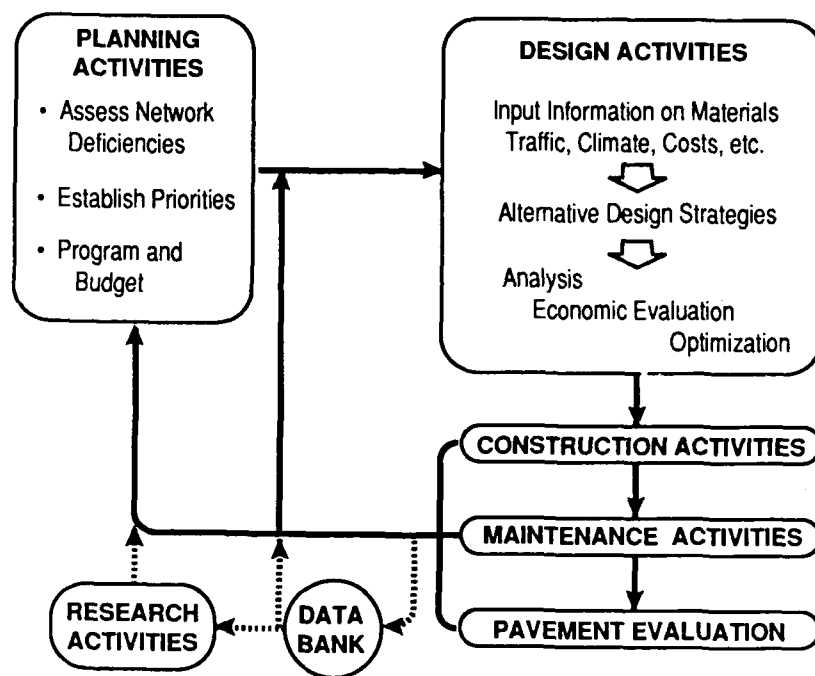 PLANNING
ACTIVITIES
• Assess Network
Deficiencies
• Establish Priorities
• Program and
Budget
DESIGN ACTIVITIES
Input Information on Materials
Traffic, Climate, Costs, etc.
Alternative Design Strategies
Analysis
Economic Evaluation
Optimization
CONSTRUCTION ACTIVITIES
MAINTENANCE ACTIVITIES
PAVEMENT EVALUATION
RESEARCH
ACTIVITIES
DATA
BANK